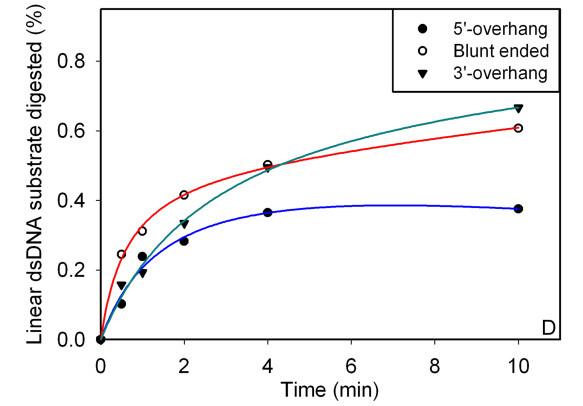 Linear dsDNA substrate digested (%)
0.8
0.6
0.4
0.2
0.0
5'-overhang
Blunt ended
3'-overhang
D
0 2 4 6 8 10
Time (min)